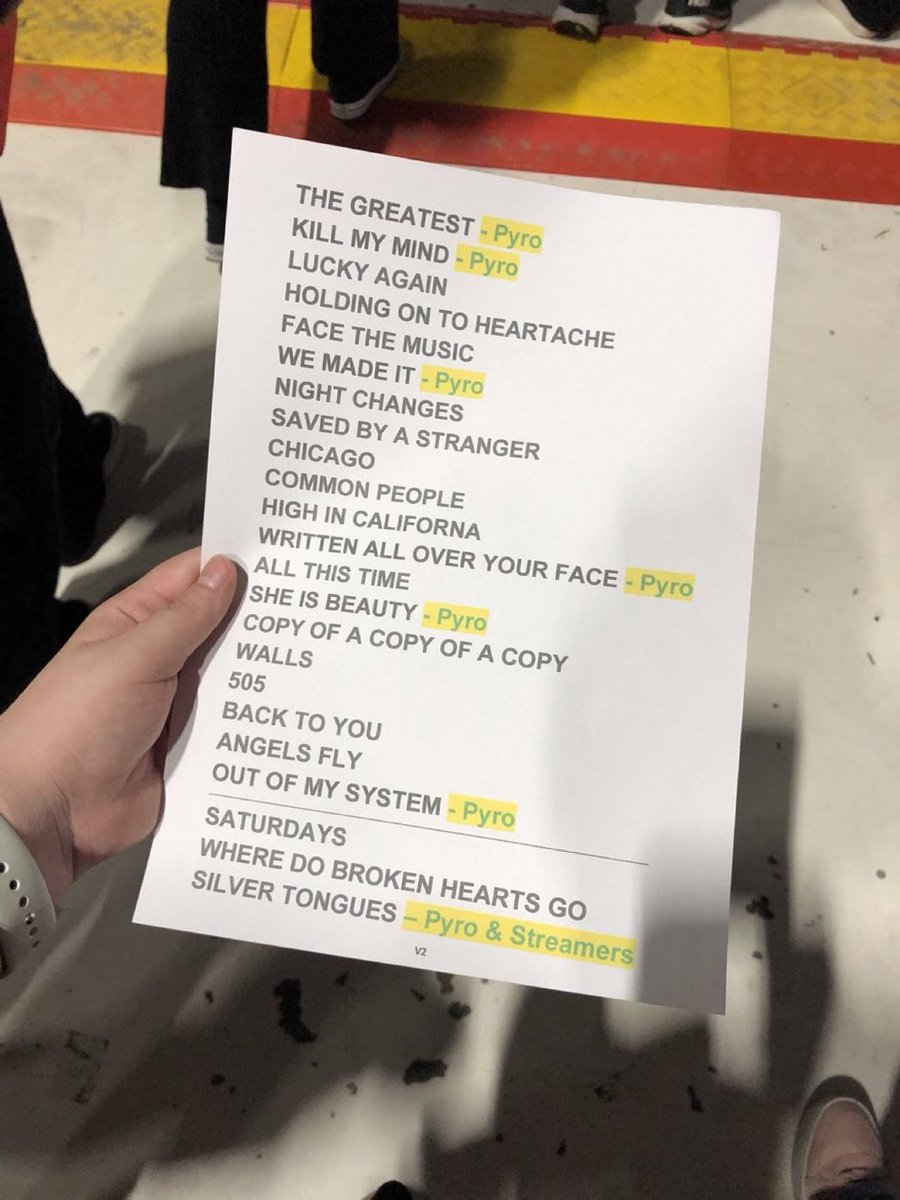 THE GREATEST - Pyro
KILL MY MIND - Pyro
LUCKY AGAIN
HOLDING ON TO HEARTACHE
FACE THE MUSIC
WE MADE IT - Pyro
NIGHT CHANGES
SAVED BY A STRANGER
CHICAGO
COMMON PEOPLE
HIGH IN CALIFORNA
WRITTEN ALL OVER YOUR FACE - Pyro
ALL THIS TIME
SHE IS BEAUTY - Pyro
COPY OF A COPY OF A COPY
WALLS
505
BACK TO YOU
ANGELS FLY
OUT OF MY SYSTEM - Pyro
SATURDAYS
WHERE DO BROKEN HEARTS GO
SILVER TONGUES – Pyro & Streamers
V2